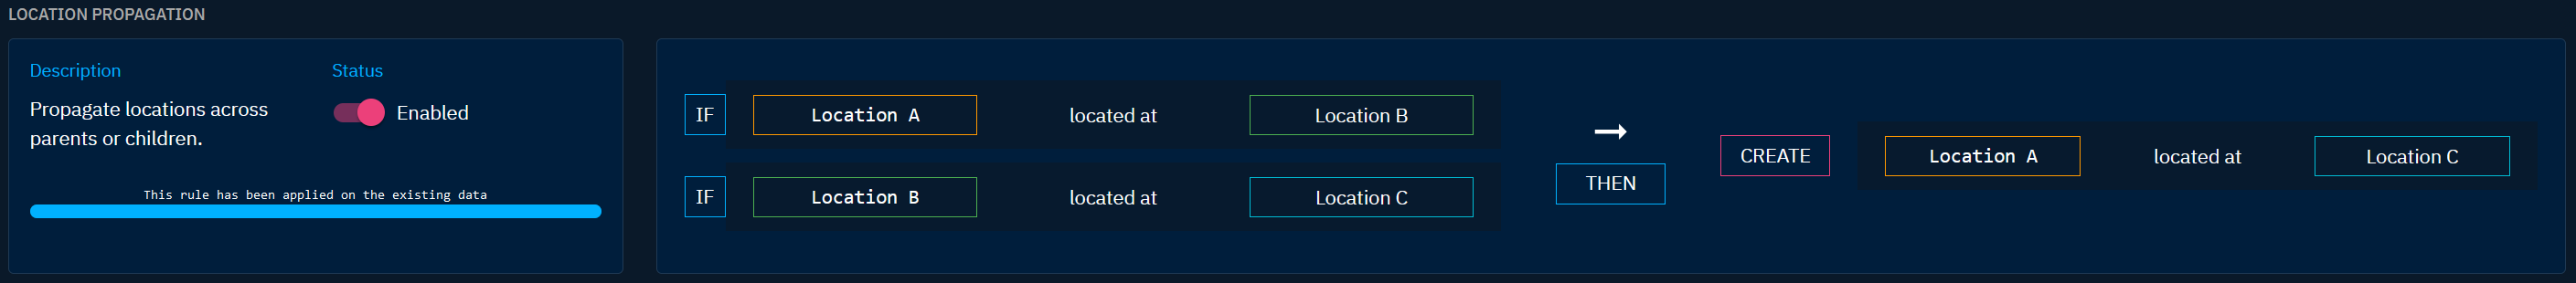 LOCATION PROPAGATION
Description
Status
Propagate locations across
parents or children.
Enabled
This rule has been applied on the existing data
IF Location A located at Location B
IF Location B located at Location C
THEN
CREATE Location A located at Location C